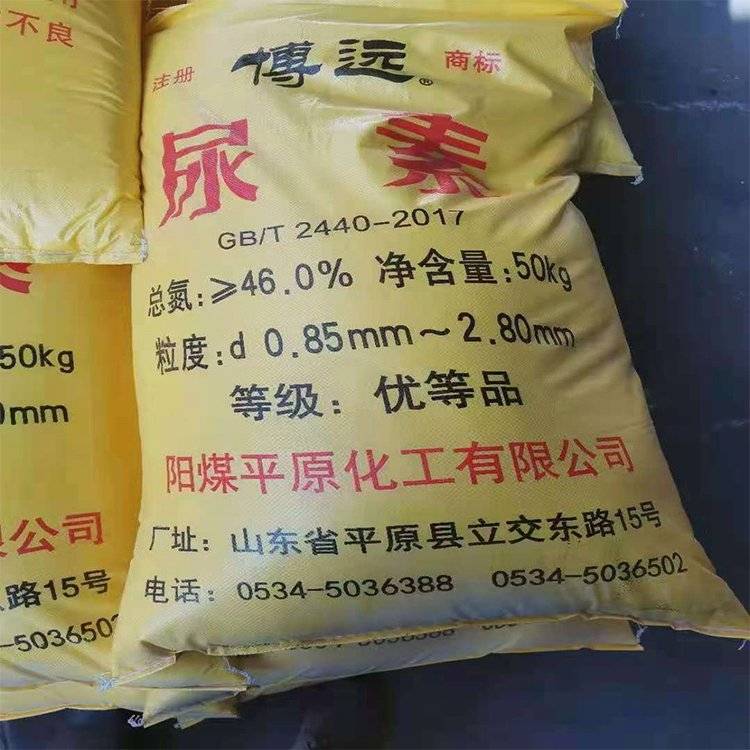 注册 博远® 商标
尿素
GB/T 2440-2017
总氮:≥46.0% 净含量:50kg
粒度:d 0.85mm～2.80mm
等级: 优等品
阳煤平原化工有限公司
厂址: 山东省平原县立交东路15号
电话: 0534-5036388 0534-5036502
不良
50kg
0mm
公司
路15号
-5036502